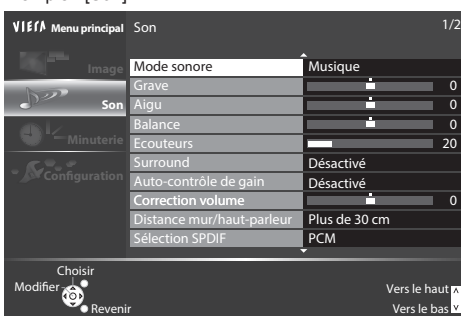 VIErA Menu principal Son 1/2
Image
Son
Minuterie
Configuration
Mode sonore Musique
Grave 0
Aigu 0
Balance 0
Ecouteurs 20
Surround Désactivé
Auto-contrôle de gain Désactivé
Correction volume 0
Distance mur/haut-parleur Plus de 30 cm
Sélection SPDIF PCM
Choisir
Modifier
Revenir
Vers le haut
Vers le bas